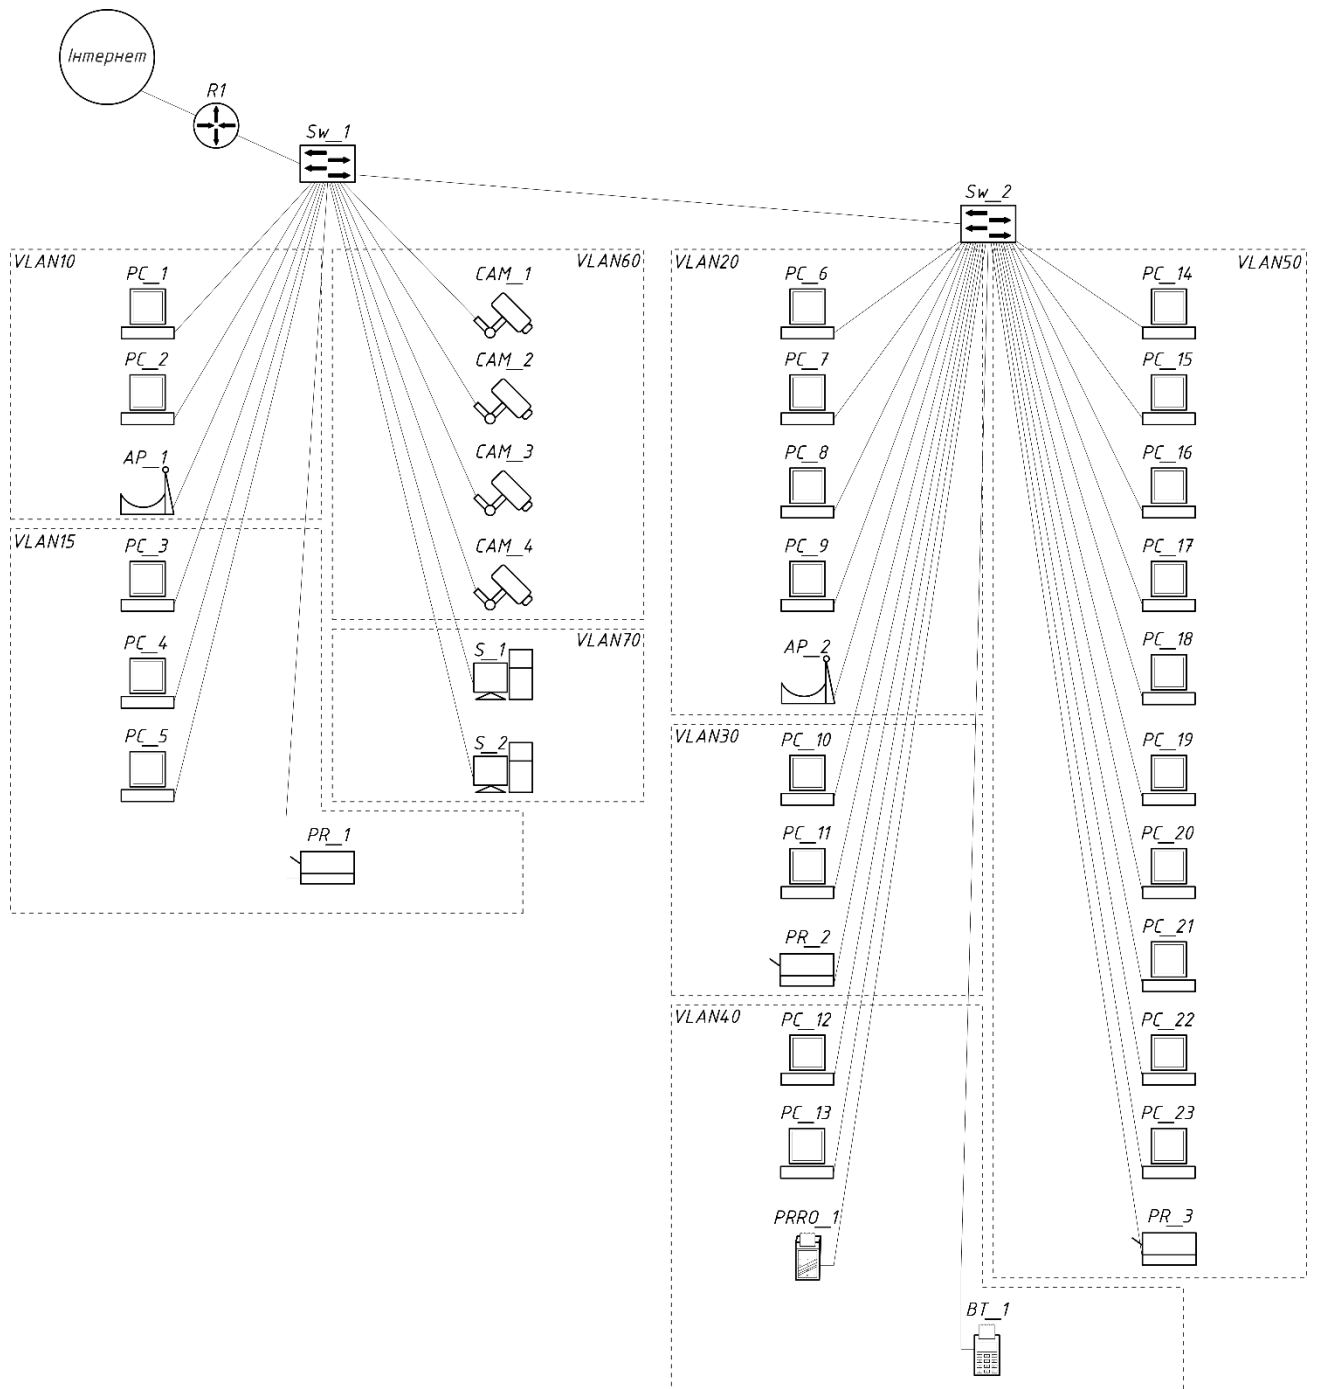 Інтернет
R1
Sw_1
Sw_2
VLAN10
PC_1
PC_2
AP_1
VLAN15
PC_3
PC_4
PC_5
PR_1
VLAN60
CAM_1
CAM_2
CAM_3
CAM_4
VLAN70
S_1
S_2
VLAN20
PC_6
PC_7
PC_8
PC_9
AP_2
VLAN30
PC_10
PC_11
PR_2
VLAN40
PC_12
PC_13
PRRO_1
BT_1
VLAN50
PC_14
PC_15
PC_16
PC_17
PC_18
PC_19
PC_20
PC_21
PC_22
PC_23
PR_3